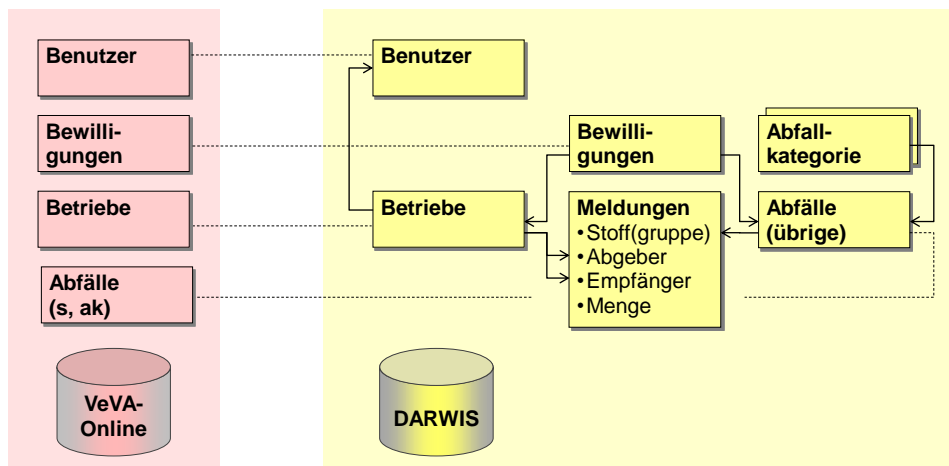 Benutzer
Bewilli-
gungen
Betriebe
Abfälle
(s, ak)
VeVA-
Online
Benutzer
Bewilli-
gungen
Abfall-
kategorie
Betriebe
Meldungen
•Stoff(gruppe)
•Abgeber
•Empfänger
•Menge
Abfälle
(übrige)
DARWIS